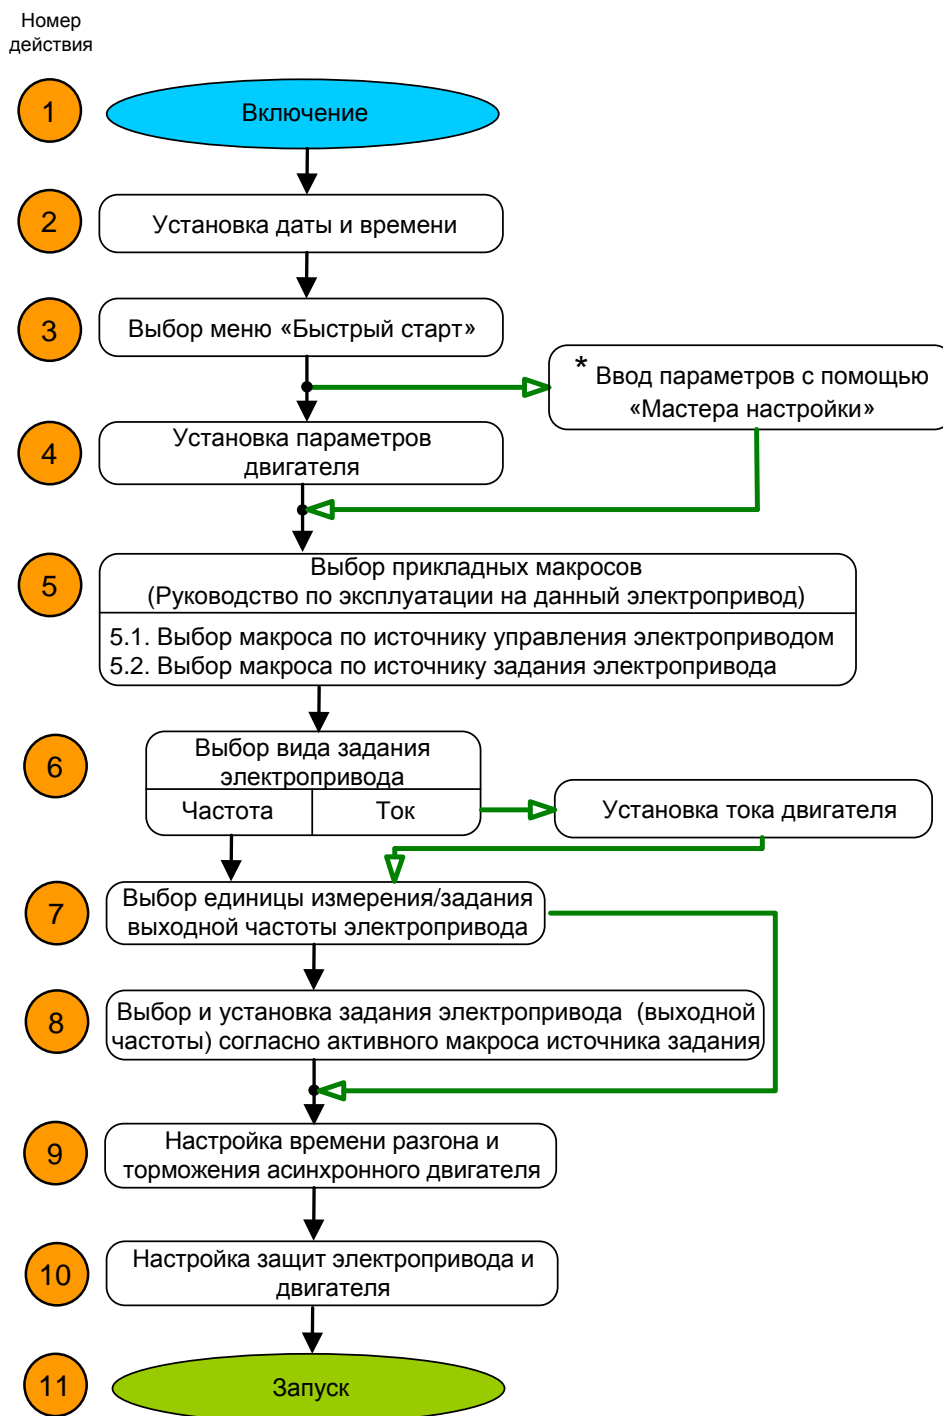 Номер
действия
1
Включение
2
Установка даты и времени
3
Выбор меню «Быстрый старт»
* Ввод параметров с помощью
«Мастера настройки»
4
Установка параметров
двигателя
5
Выбор прикладных макросов
(Руководство по эксплуатации на данный электропривод)
5.1. Выбор макроса по источнику управления электроприводом
5.2. Выбор макроса по источнику задания электропривода
6
Выбор вида задания
электропривода
Частота
Ток
Установка тока двигателя
7
Выбор единицы измерения/задания
выходной частоты электропривода
8
Выбор и установка задания электропривода (выходной
частоты) согласно активного макроса источника задания
9
Настройка времени разгона и
торможения асинхронного двигателя
10
Настройка защит электропривода и
двигателя
11
Запуск